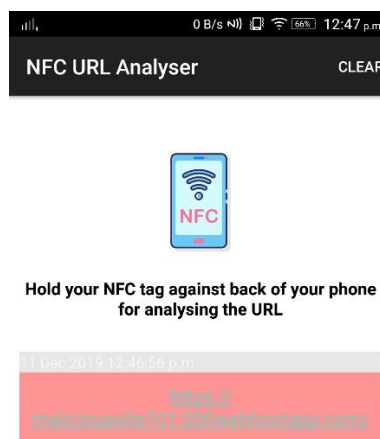 0 B/s 66% 12:47 p.m
NFC URL Analyser CLEAR
NFC
Hold your NFC tag against back of your phone
for analysing the URL
11 Dec 2019 12:46:56 p.m.
https://
malicioussite101.000webhostapp.com/